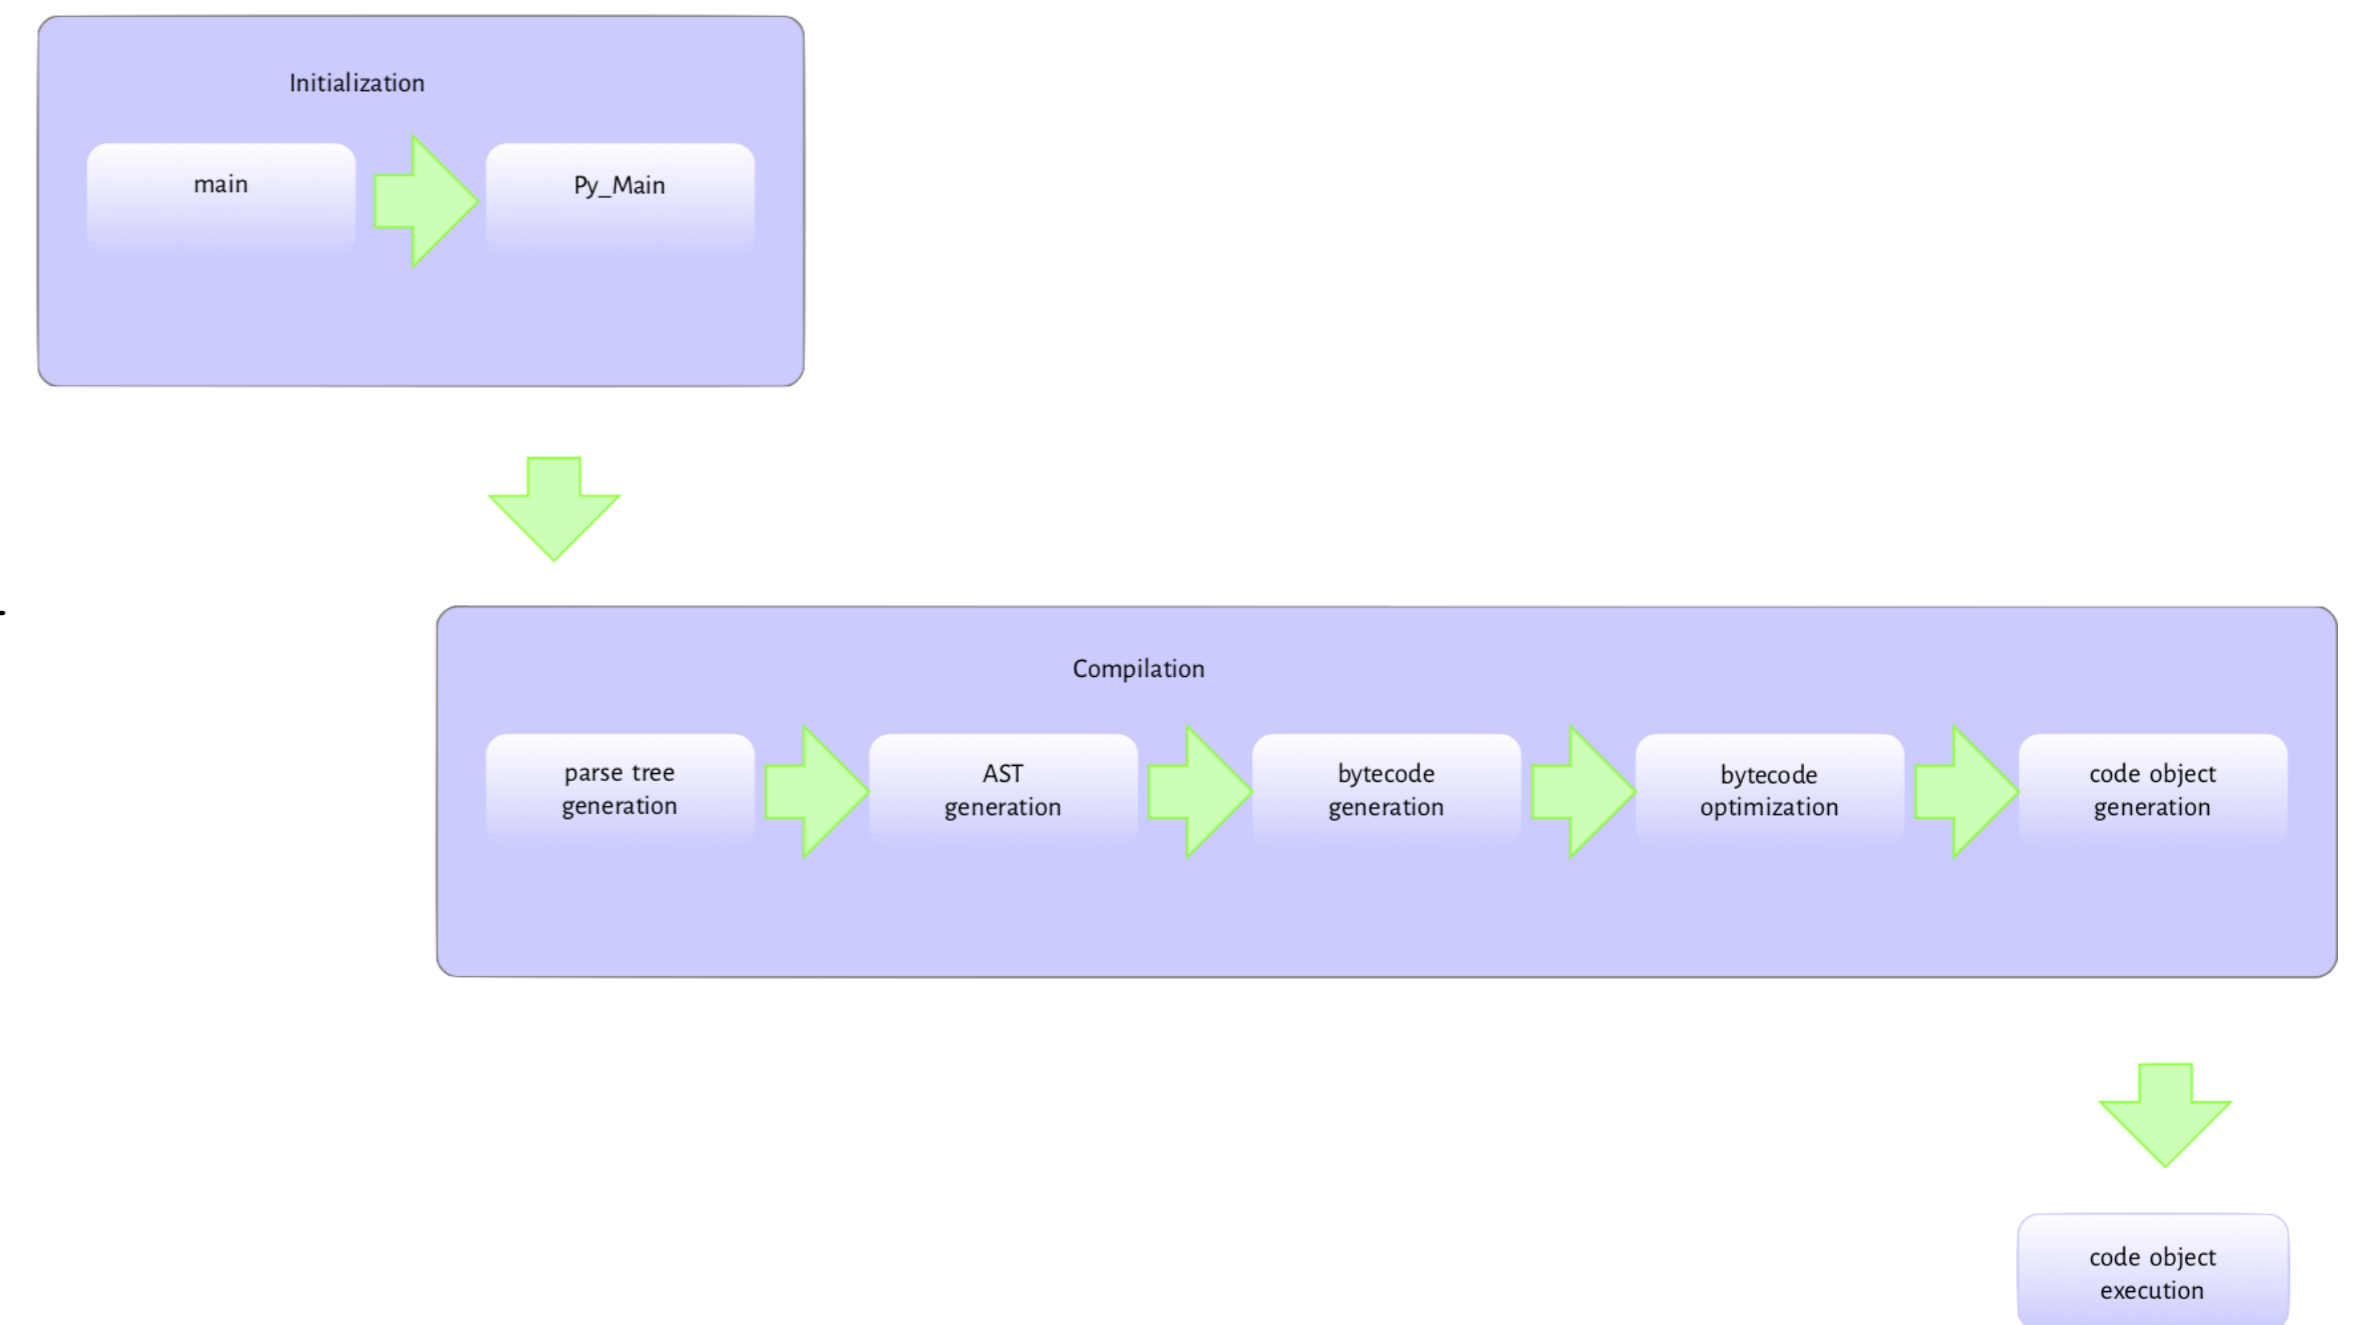 Initialization
main
Py_Main
Compilation
parse tree
generation
AST
generation
bytecode
generation
bytecode
optimization
code object
generation
code object
execution